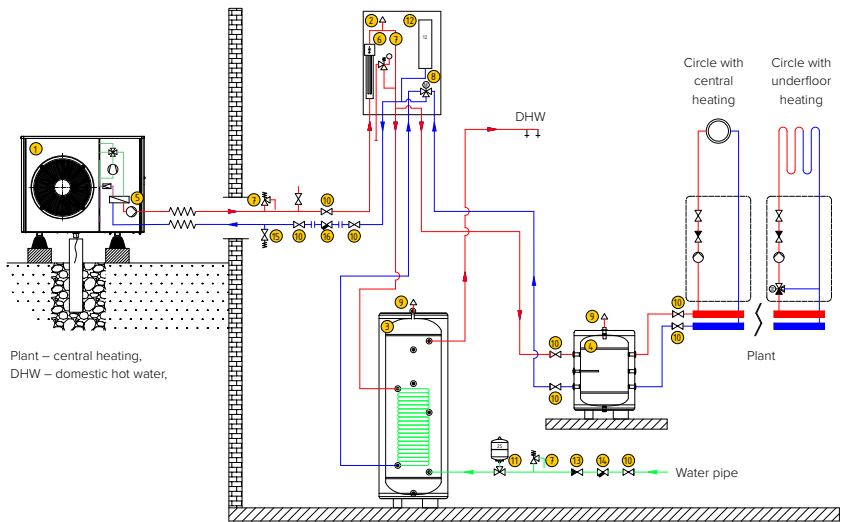 2
12
6
7
12
8
Circle with
central
heating
Circle with
underfloor
heating
DHW
1
5
7
10
15
10
16
10
9
3
9
10
4
10
10
10
Plant
Plant – central heating,
DHW – domestic hot water,
25
11
7
13
14
10
Water pipe